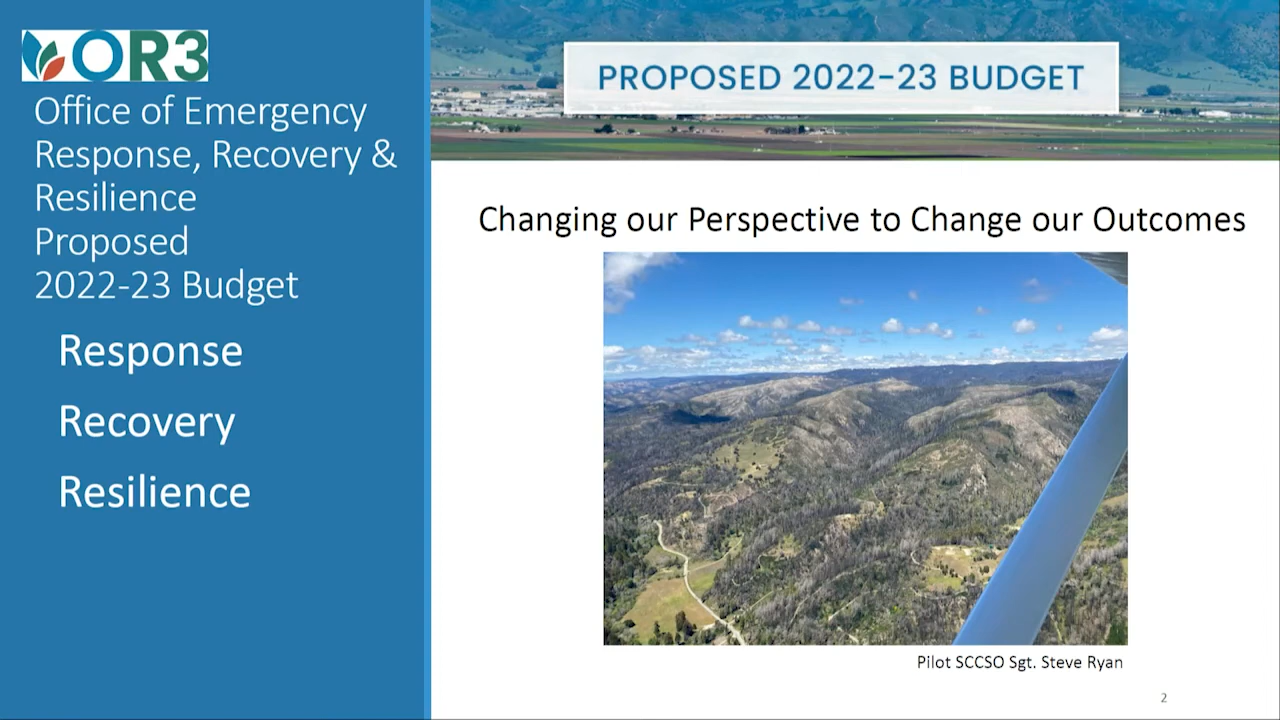 OR3
Office of Emergency
Response, Recovery &
Resilience
Proposed
2022-23 Budget
Response
Recovery
Resilience
PROPOSED 2022-23 BUDGET
Changing our Perspective to Change our Outcomes
Pilot SCCSO Sgt. Steve Ryan
2